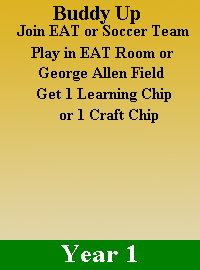 Buddy Up
Join EAT or Soccer Team
Play in EAT Room or
George Allen Field
Get 1 Learning Chip
or 1 Craft Chip
Year 1